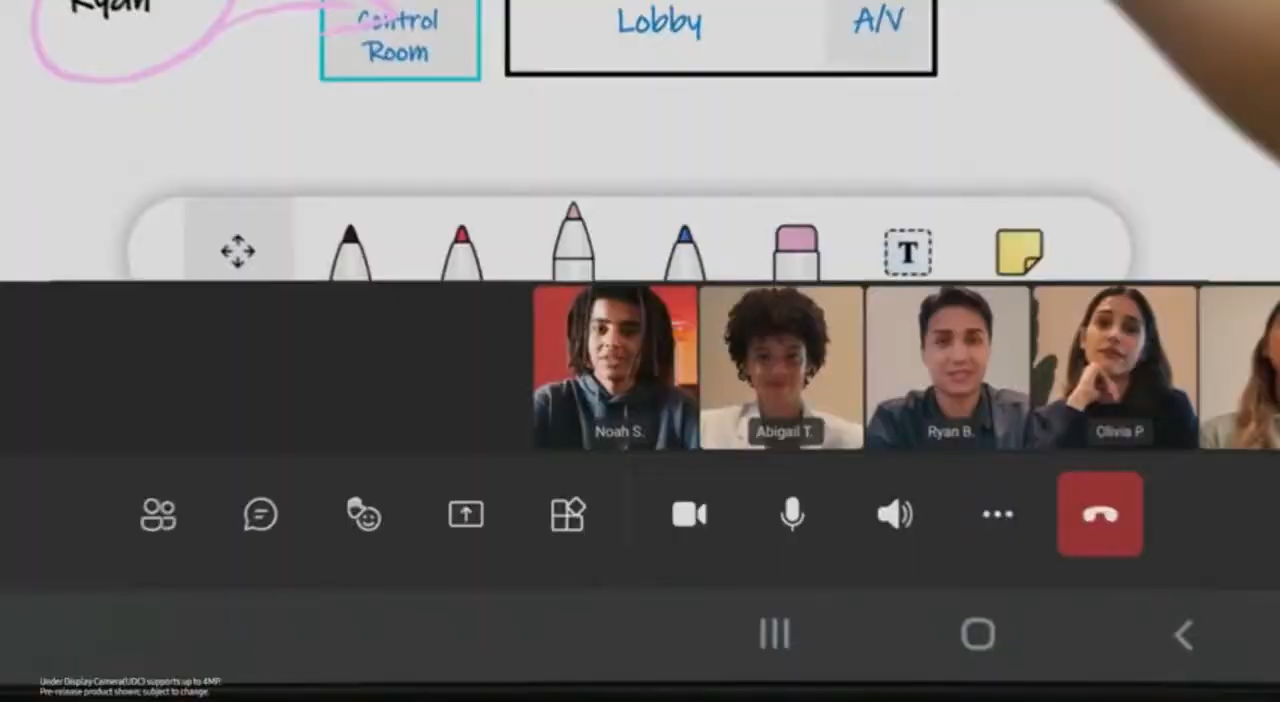 Ryan
Control
Room
Lobby
A/V
T
Noah S.
Abigail T.
Ryan B.
Olivia P
Under Display Camera(UDC) supports up to 4MP.
Pre-release product shown; subject to change.